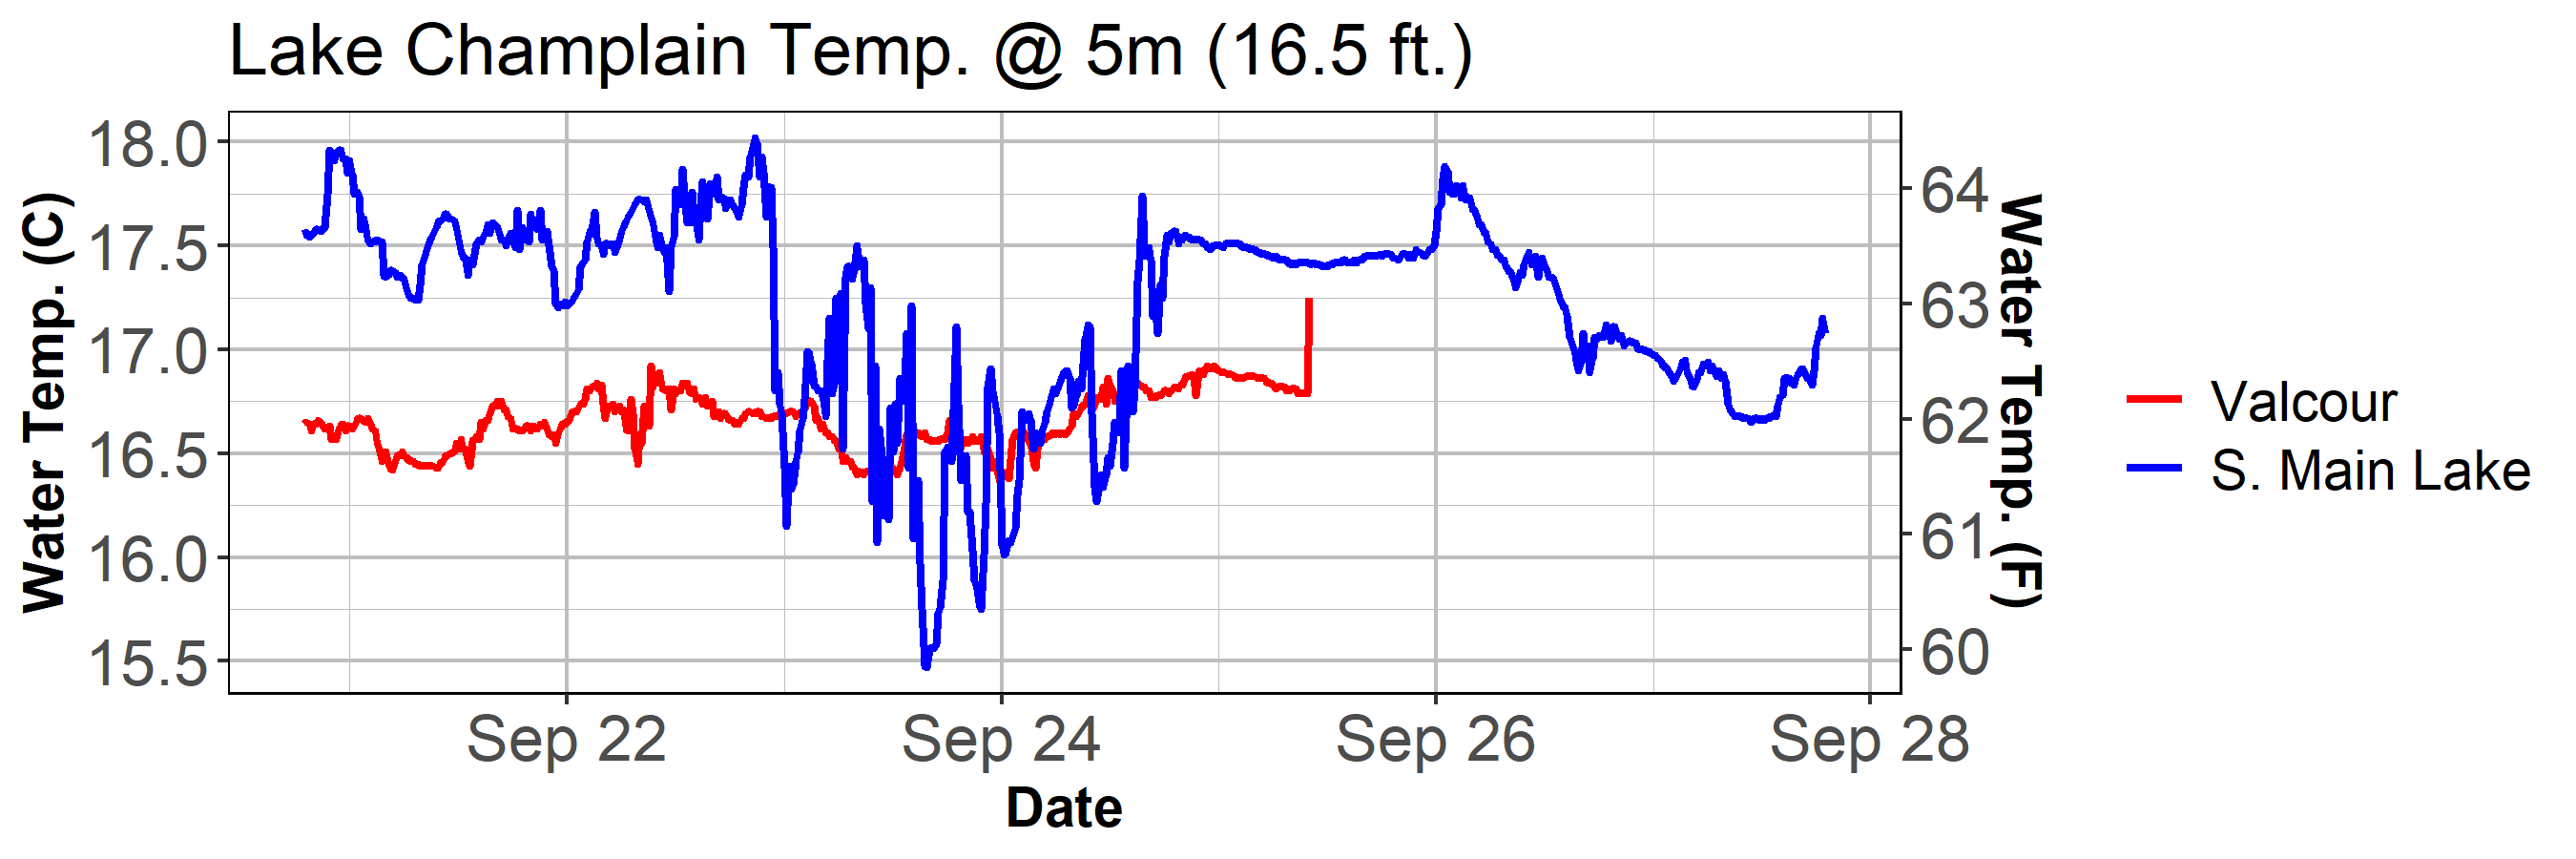 Lake Champlain Temp. @ 5m (16.5 ft.)
Water Temp. (C)
18.0
17.5
17.0
16.5
16.0
15.5
64
63
62
61
60
Water Temp. (F)
Sep 22
Sep 24
Sep 26
Sep 28
Date
Valcour
S. Main Lake